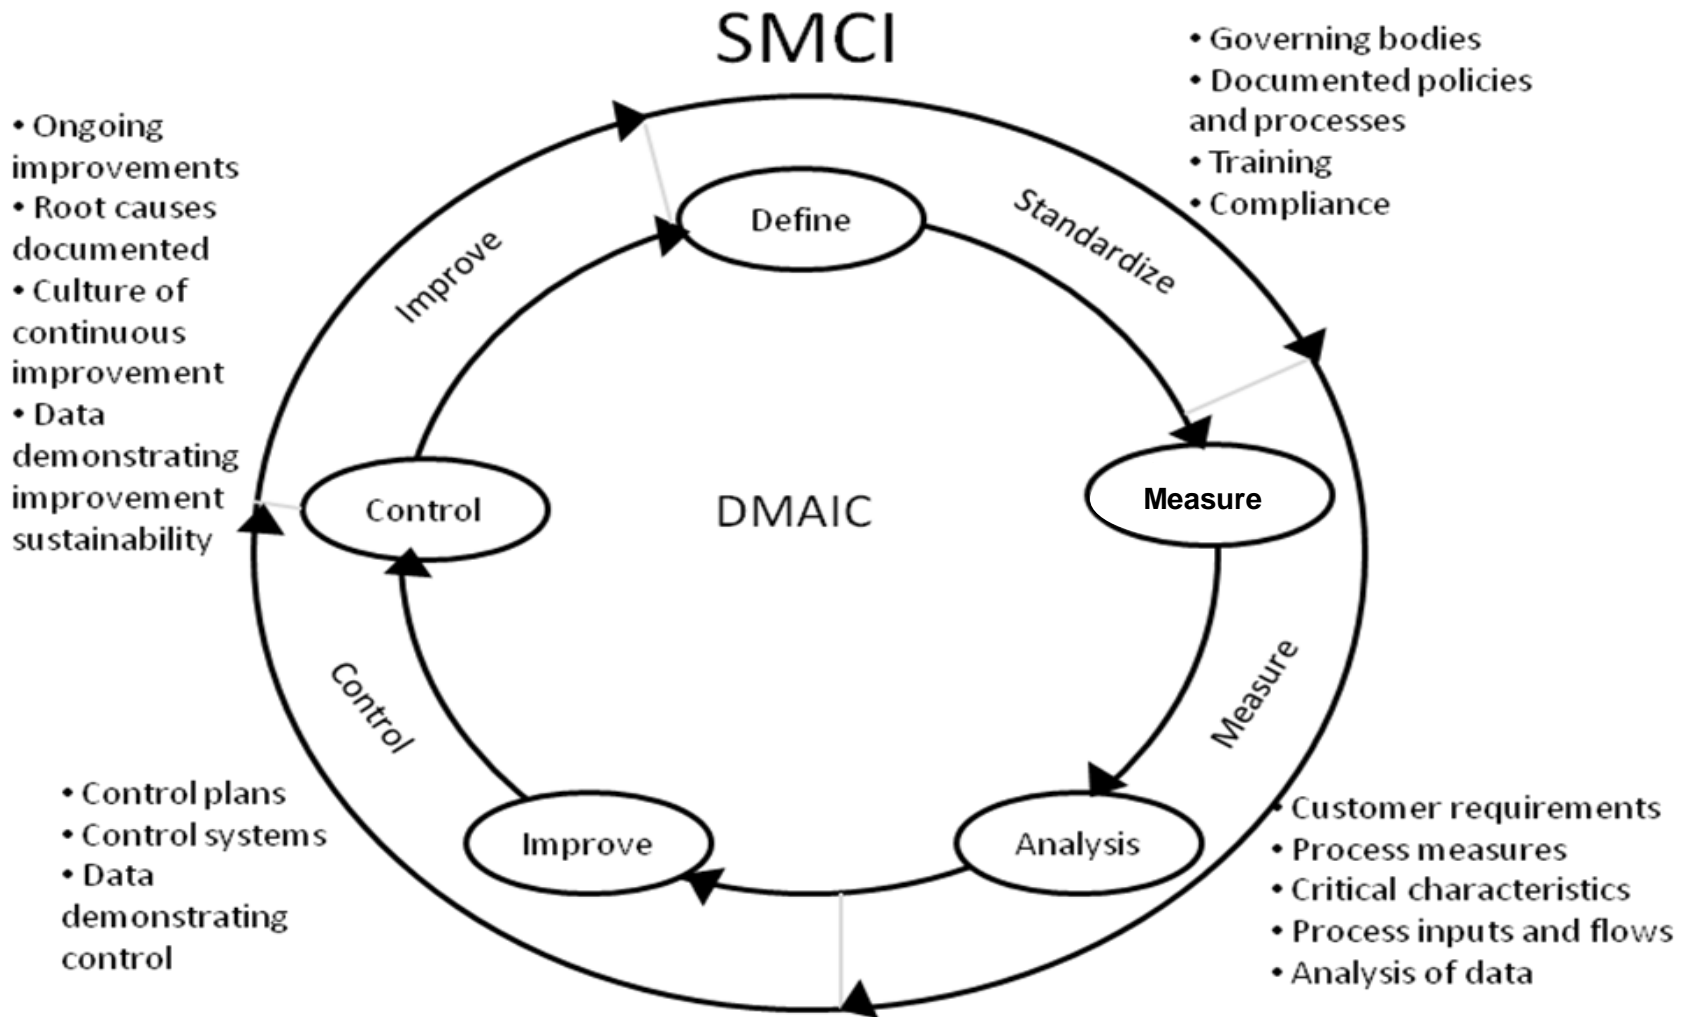 SMCI
• Governing bodies
• Documented policies
and processes
• Training
• Compliance
• Ongoing
improvements
• Root causes
documented
• Culture of
continuous
improvement
• Data
demonstrating
improvement
sustainability
Improve
Standardize
Define
Control
DMAIC
Measure
Control
Measure
Improve
Analysis
• Control plans
• Control systems
• Data
demonstrating
control
• Customer requirements
• Process measures
• Critical characteristics
• Process inputs and flows
• Analysis of data